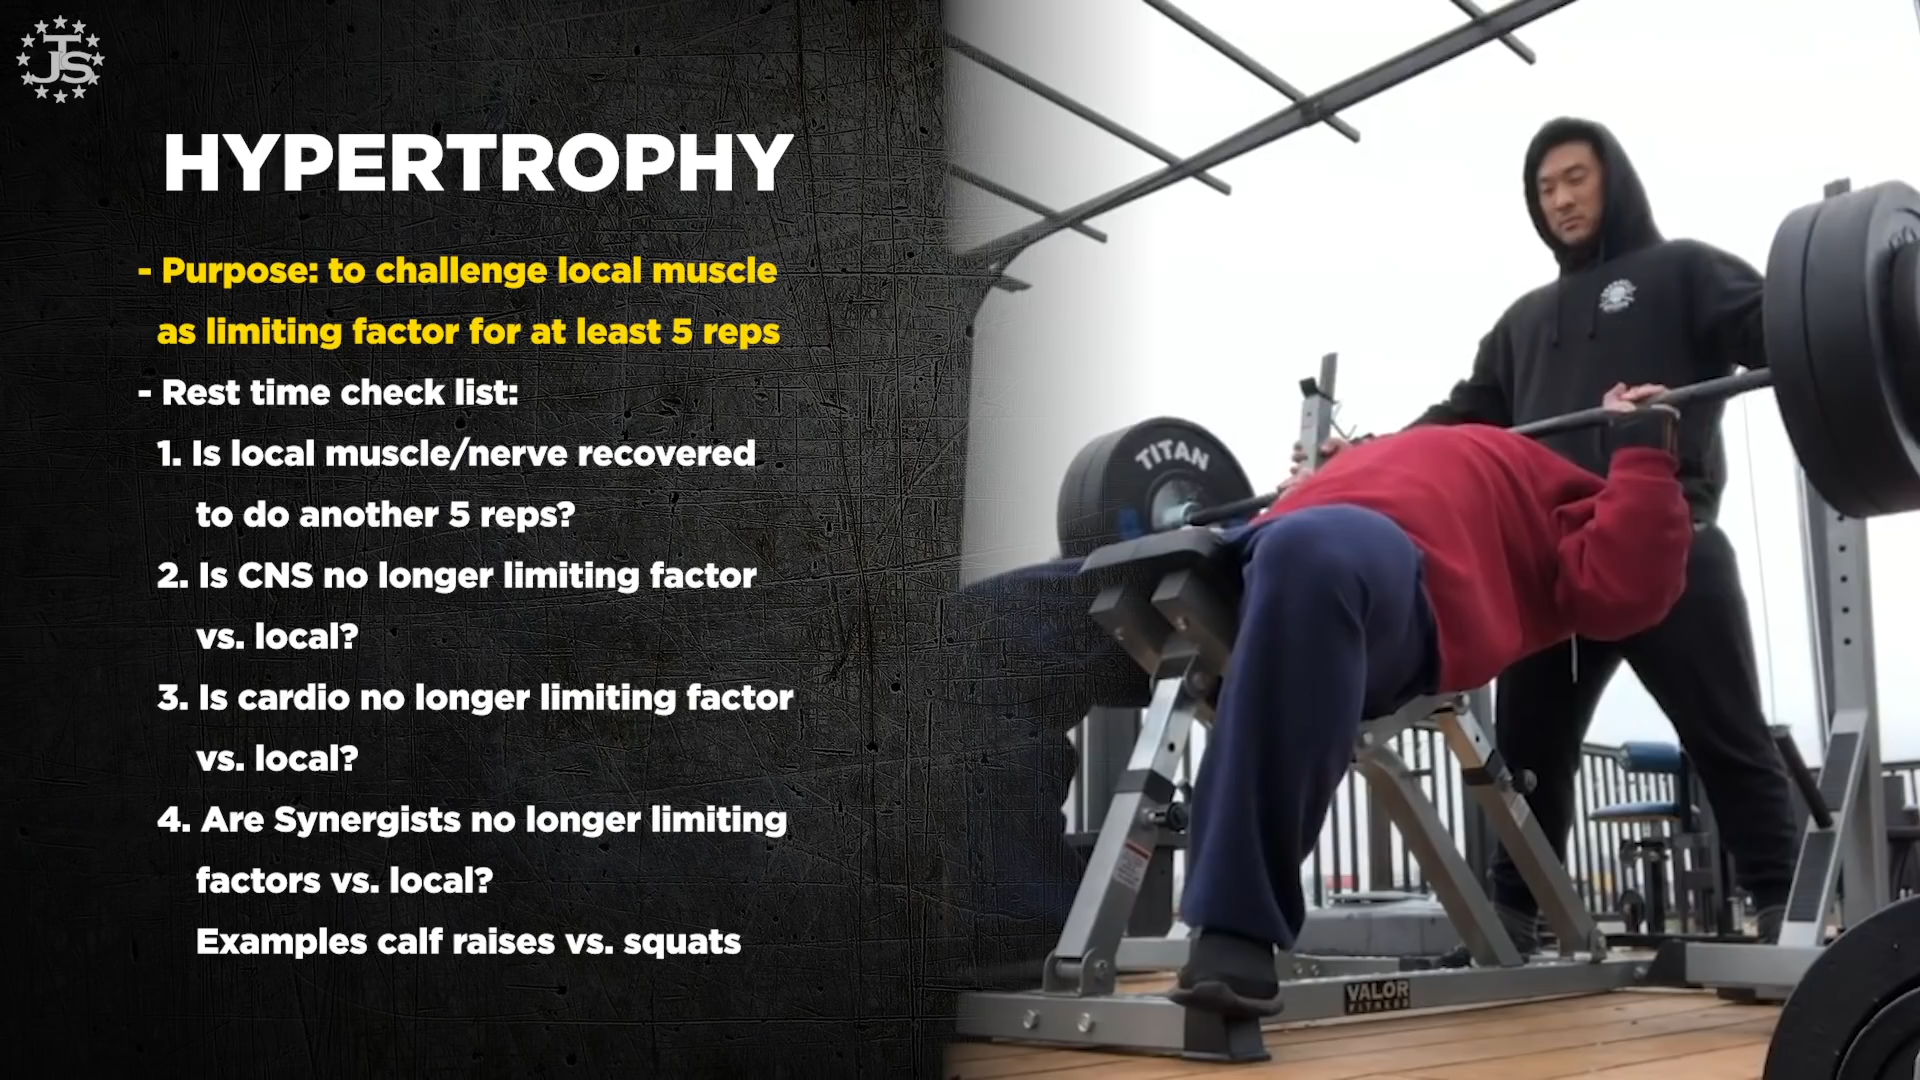 JTS
HYPERTROPHY
- Purpose: to challenge local muscle
as limiting factor for at least 5 reps
- Rest time check list:
1. Is local muscle/nerve recovered
to do another 5 reps?
2. Is CNS no longer limiting factor
vs. local?
3. Is cardio no longer limiting factor
vs. local?
4. Are Synergists no longer limiting
factors vs. local?
Examples calf raises vs. squats
TITAN
VALOR
FITNESS